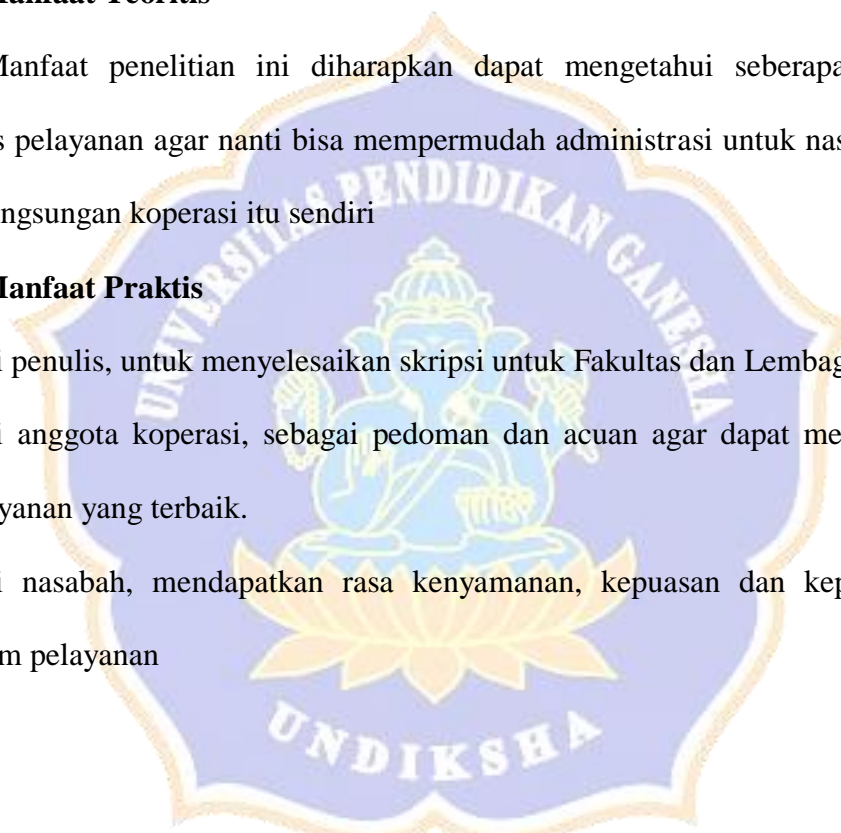 Manfaat Teoritis
Manfaat penelitian ini diharapkan dapat mengetahui seberapa
s pelayanan agar nanti bisa mempermudah administrasi untuk nas
ngsungan koperasi itu sendiri
Manfaat Praktis
i penulis, untuk menyelesaikan skripsi untuk Fakultas dan Lembag
i anggota koperasi, sebagai pedoman dan acuan agar dapat me
yanan yang terbaik.
i nasabah, mendapatkan rasa kenyamanan, kepuasan dan kep
m pelayanan
UNIVERSITAS PENDIDIKAN GANESHA
UNDIKSHA